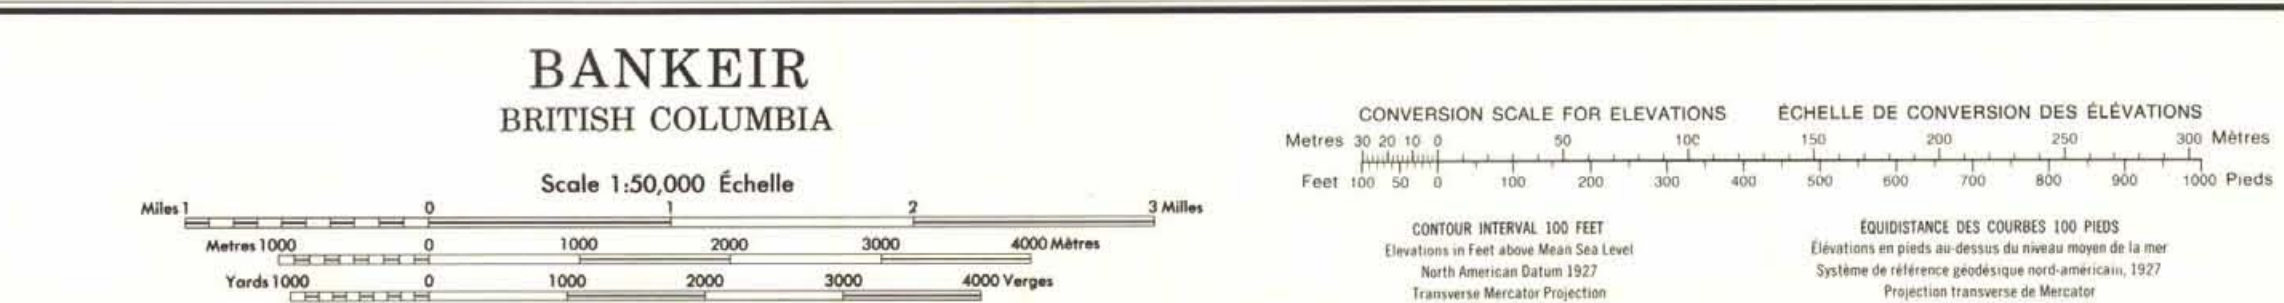 BANKEIR
BRITISH COLUMBIA
Scale 1:50,000 Échelle
Miles 1 0 1 2 3 Milles
Metres 1000 0 1000 2000 3000 4000 Mètres
Yards 1000 0 1000 2000 3000 4000 Verges
CONVERSION SCALE FOR ELEVATIONS ÉCHELLE DE CONVERSION DES ÉLÉVATIONS
Metres 30 20 10 0 50 100 150 200 250 300 Mètres
Feet 100 50 0 100 200 300 400 500 600 700 800 900 1000 Pieds
CONTOUR INTERVAL 100 FEET
Elevations in Feet above Mean Sea Level
North American Datum 1927
Transverse Mercator Projection
ÉQUIDISTANCE DES COURBES 100 PIEDS
Élévations en pieds au-dessus du niveau moyen de la mer
Système de référence géodésique nord-américain, 1927
Projection transverse de Mercator